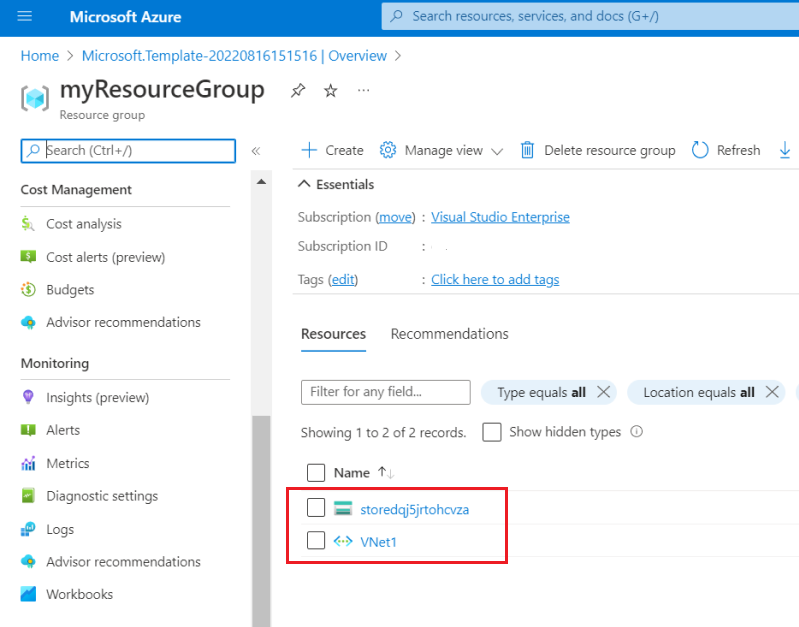 Microsoft Azure
Search resources, services, and docs (G+/)
Home > Microsoft.Template-20220816151516 | Overview >
myResourceGroup
...
Resource group
Search (Ctrl+/)
«
Cost Management
Cost analysis
Cost alerts (preview)
Budgets
Advisor recommendations
Monitoring
Insights (preview)
Alerts
Metrics
Diagnostic settings
Logs
Advisor recommendations
Workbooks
Create Manage view Delete resource group Refresh
Essentials
Subscription (move) : Visual Studio Enterprise
Subscription ID :
Tags (edit) : Click here to add tags
Resources Recommendations
Filter for any field... Type equals all Location equals all
Showing 1 to 2 of 2 records. Show hidden types
Name ↑↓
storedqj5jrtohcvza
VNet1